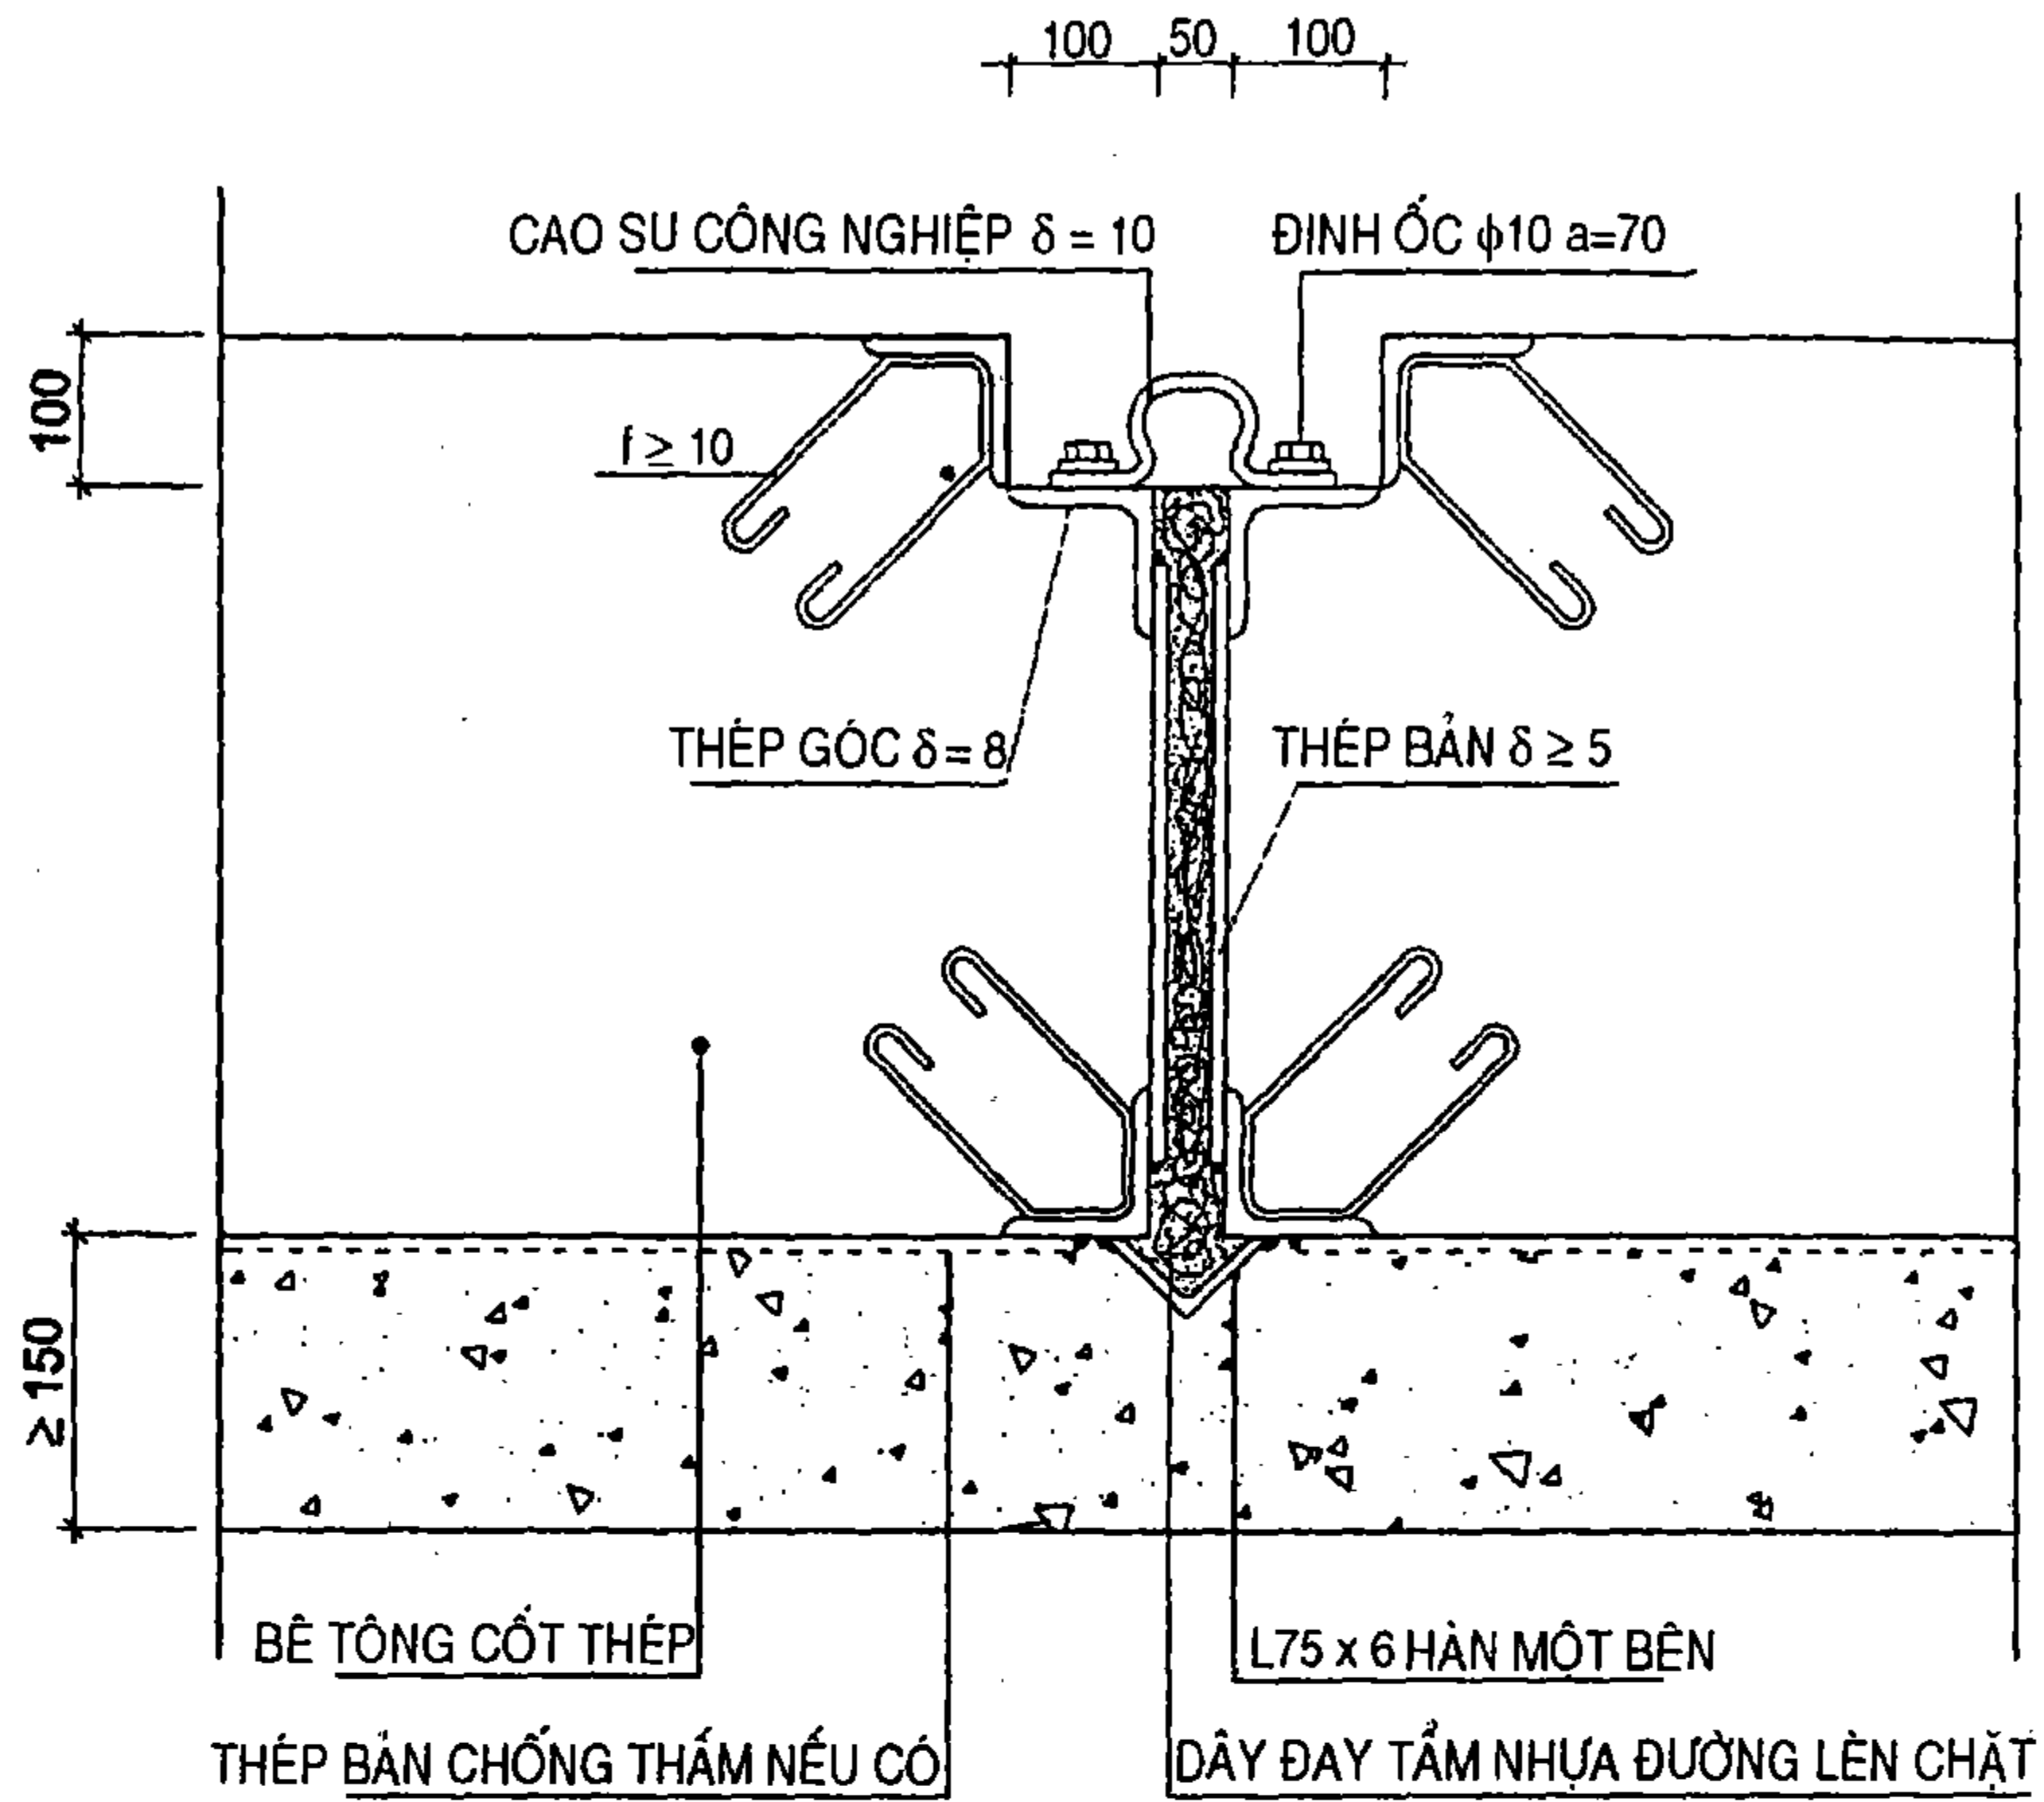 100 50 100
CAO SU CÔNG NGHIỆP δ = 10
ĐINH ỐC ϕ10 a=70
100
f ≥ 10
THÉP GÓC δ = 8
THÉP BẢN δ ≥ 5
≥ 150
BÊ TÔNG CỐT THÉP
L75 x 6 HÀN MỘT BÊN
THÉP BẢN CHỐNG THẤM NẾU CÓ
DÂY ĐAY TẨM NHỰA ĐƯỜNG LÈN CHẶT